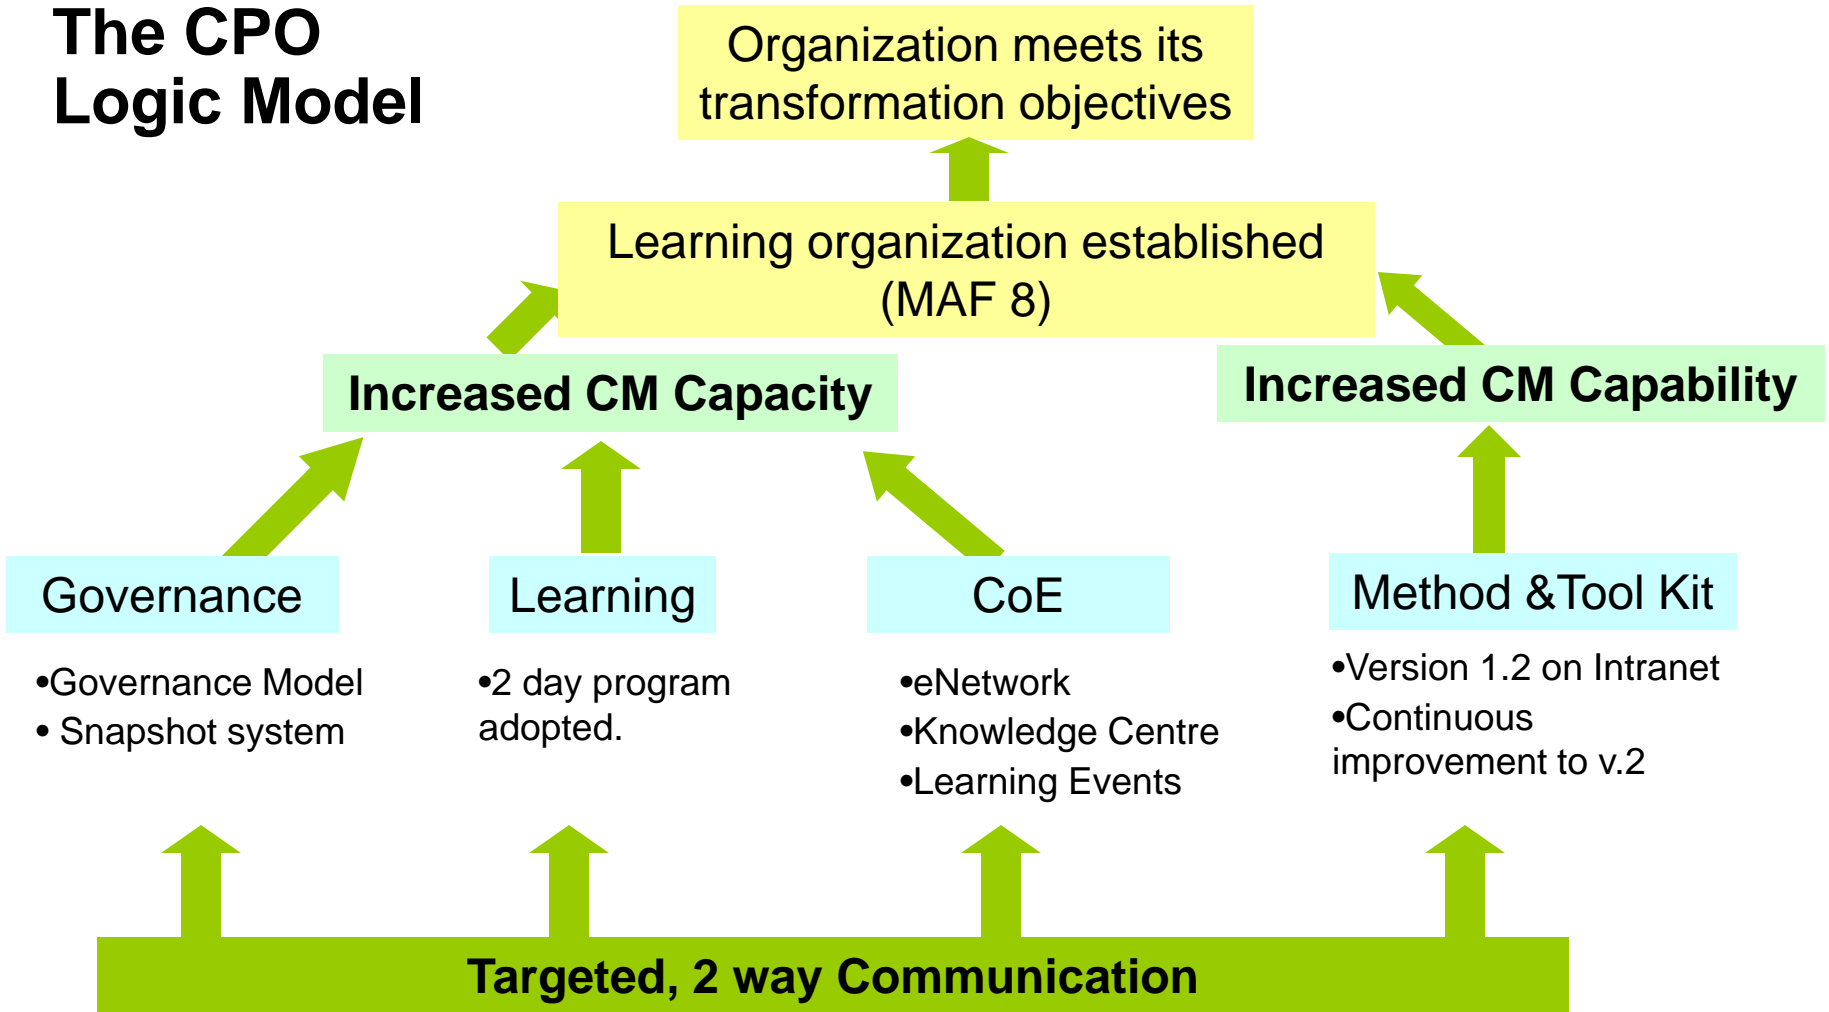 The CPO
Logic Model
Organization meets its
transformation objectives
Learning organization established
(MAF 8)
Increased CM Capacity
Increased CM Capability
Governance
Learning
CoE
Method &Tool Kit
•Governance Model
• Snapshot system
•2 day program
adopted.
•eNetwork
•Knowledge Centre
•Learning Events
•Version 1.2 on Intranet
•Continuous
improvement to v.2
Targeted, 2 way Communication